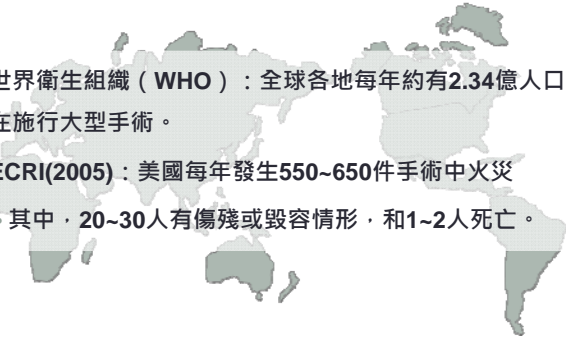 世界衛生組織（WHO）：全球各地每年約有2.34億人口
在施行大型手術。
ECRI(2005)：美國每年發生550~650件手術中火災
。其中，20~30人有傷殘或毀容情形，和1~2人死亡。